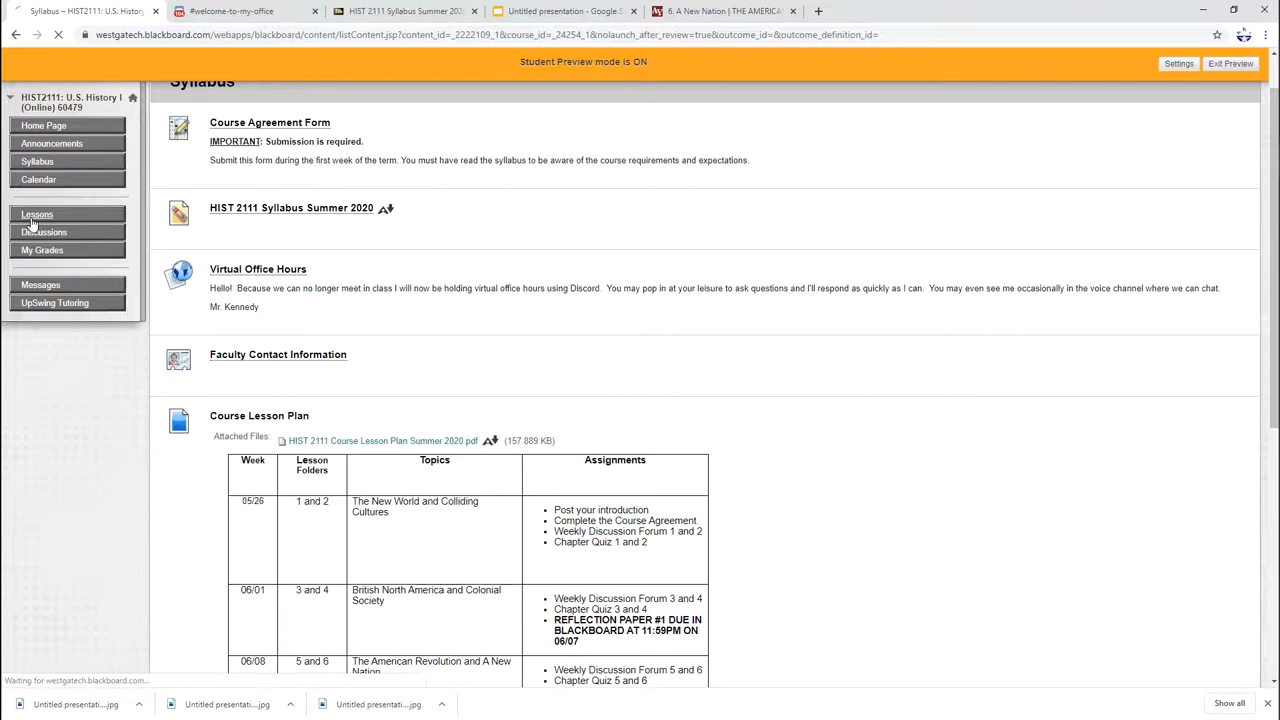 Syllabus – HIST2111: U.S. History I
#welcome-to-my-office
HIST 2111 Syllabus Summer 202
Untitled presentation - Google S
6. A New Nation | THE AMERICA
westgatech.blackboard.com/webapps/blackboard/content/listContent.jsp?content_id=_2222109_1&course_id=_24254_1&nolaunch_after_review=true&outcome_id=&outcome_definition_id=
Student Preview mode is ON
Settings
Exit Preview
HIST2111: U.S. History I
(Online) 60479
Home Page
Announcements
Syllabus
Calendar
Lessons
Discussions
My Grades
Messages
UpSwing Tutoring
Syllabus
Course Agreement Form
IMPORTANT: Submission is required.
Submit this form during the first week of the term. You must have read the syllabus to be aware of the course requirements and expectations.
HIST 2111 Syllabus Summer 2020
Virtual Office Hours
Hello! Because we can no longer meet in class I will now be holding virtual office hours using Discord. You may pop in at your leisure to ask questions and I'll respond as quickly as I can. You may even see me occasionally in the voice channel where we can chat.
Mr. Kennedy
Faculty Contact Information
Course Lesson Plan
Attached Files: HIST 2111 Course Lesson Plan Summer 2020.pdf (157.889 KB)
Week
Lesson
Folders
Topics
Assignments
05/26
1 and 2
The New World and Colliding
Cultures
• Post your introduction
• Complete the Course Agreement.
• Weekly Discussion Forum 1 and 2
• Chapter Quiz 1 and 2
06/01
3 and 4
British North America and Colonial
Society
• Weekly Discussion Forum 3 and 4
• Chapter Quiz 3 and 4
• REFLECTION PAPER #1 DUE IN
BLACKBOARD AT 11:59PM ON
06/07
06/08
5 and 6
The American Revolution and A New
Nation
• Weekly Discussion Forum 5 and 6
• Chapter Quiz 5 and 6
Waiting for westgatech.blackboard.com...
Untitled presentati....jpg
Untitled presentati....jpg
Untitled presentati....jpg
Show all